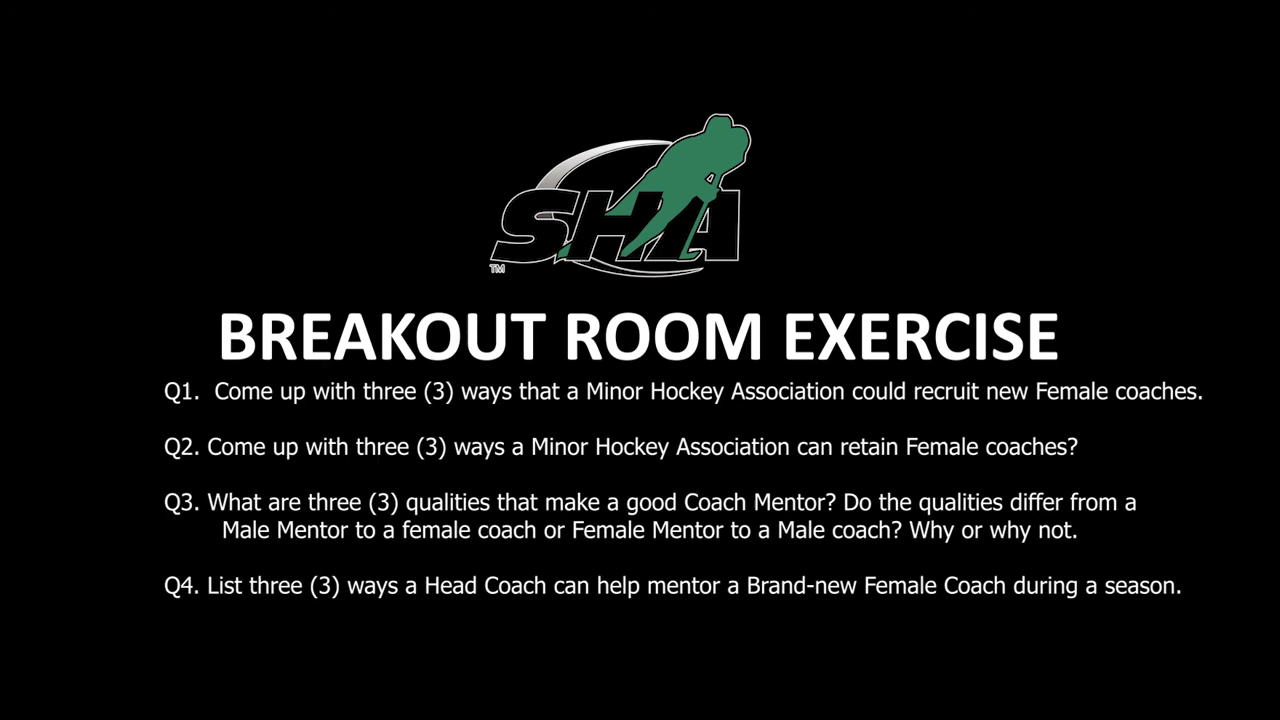 SHA
TM
BREAKOUT ROOM EXERCISE
Q1. Come up with three (3) ways that a Minor Hockey Association could recruit new Female coaches.
Q2. Come up with three (3) ways a Minor Hockey Association can retain Female coaches?
Q3. What are three (3) qualities that make a good Coach Mentor? Do the qualities differ from a
Male Mentor to a female coach or Female Mentor to a Male coach? Why or why not.
Q4. List three (3) ways a Head Coach can help mentor a Brand-new Female Coach during a season.